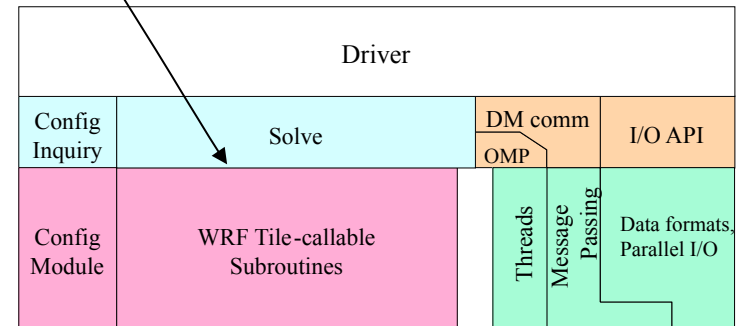 Driver
Config
Inquiry
Solve
DM comm
OMP
I/O API
Config
Module
WRF Tile-callable
Subroutines
Threads
Message
Passing
Data formats,
Parallel I/O